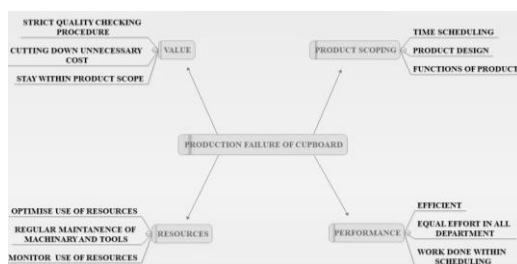 STRICT QUALITY CHECKING
PROCEDURE
CUTTING DOWN UNNECESSARY
COST
STAY WITHIN PRODUCT SCOPE
VALUE
PRODUCT SCOPING
TIME SCHEDULING
PRODUCT DESIGN
FUNCTIONS OF PRODUCT
PRODUCTION FAILURE OF CUPBOARD
OPTIMISE USE OF RESOURCES
REGULAR MAINTANENCE OF
MACHINARY AND TOOLS
MONITOR USE OF RESOURCES
RESOURCES
PERFORMANCE
EFFICIENT
EQUAL EFFORT IN ALL
DEPARTMENT
WORK DONE WITHIN
SCHEDULING